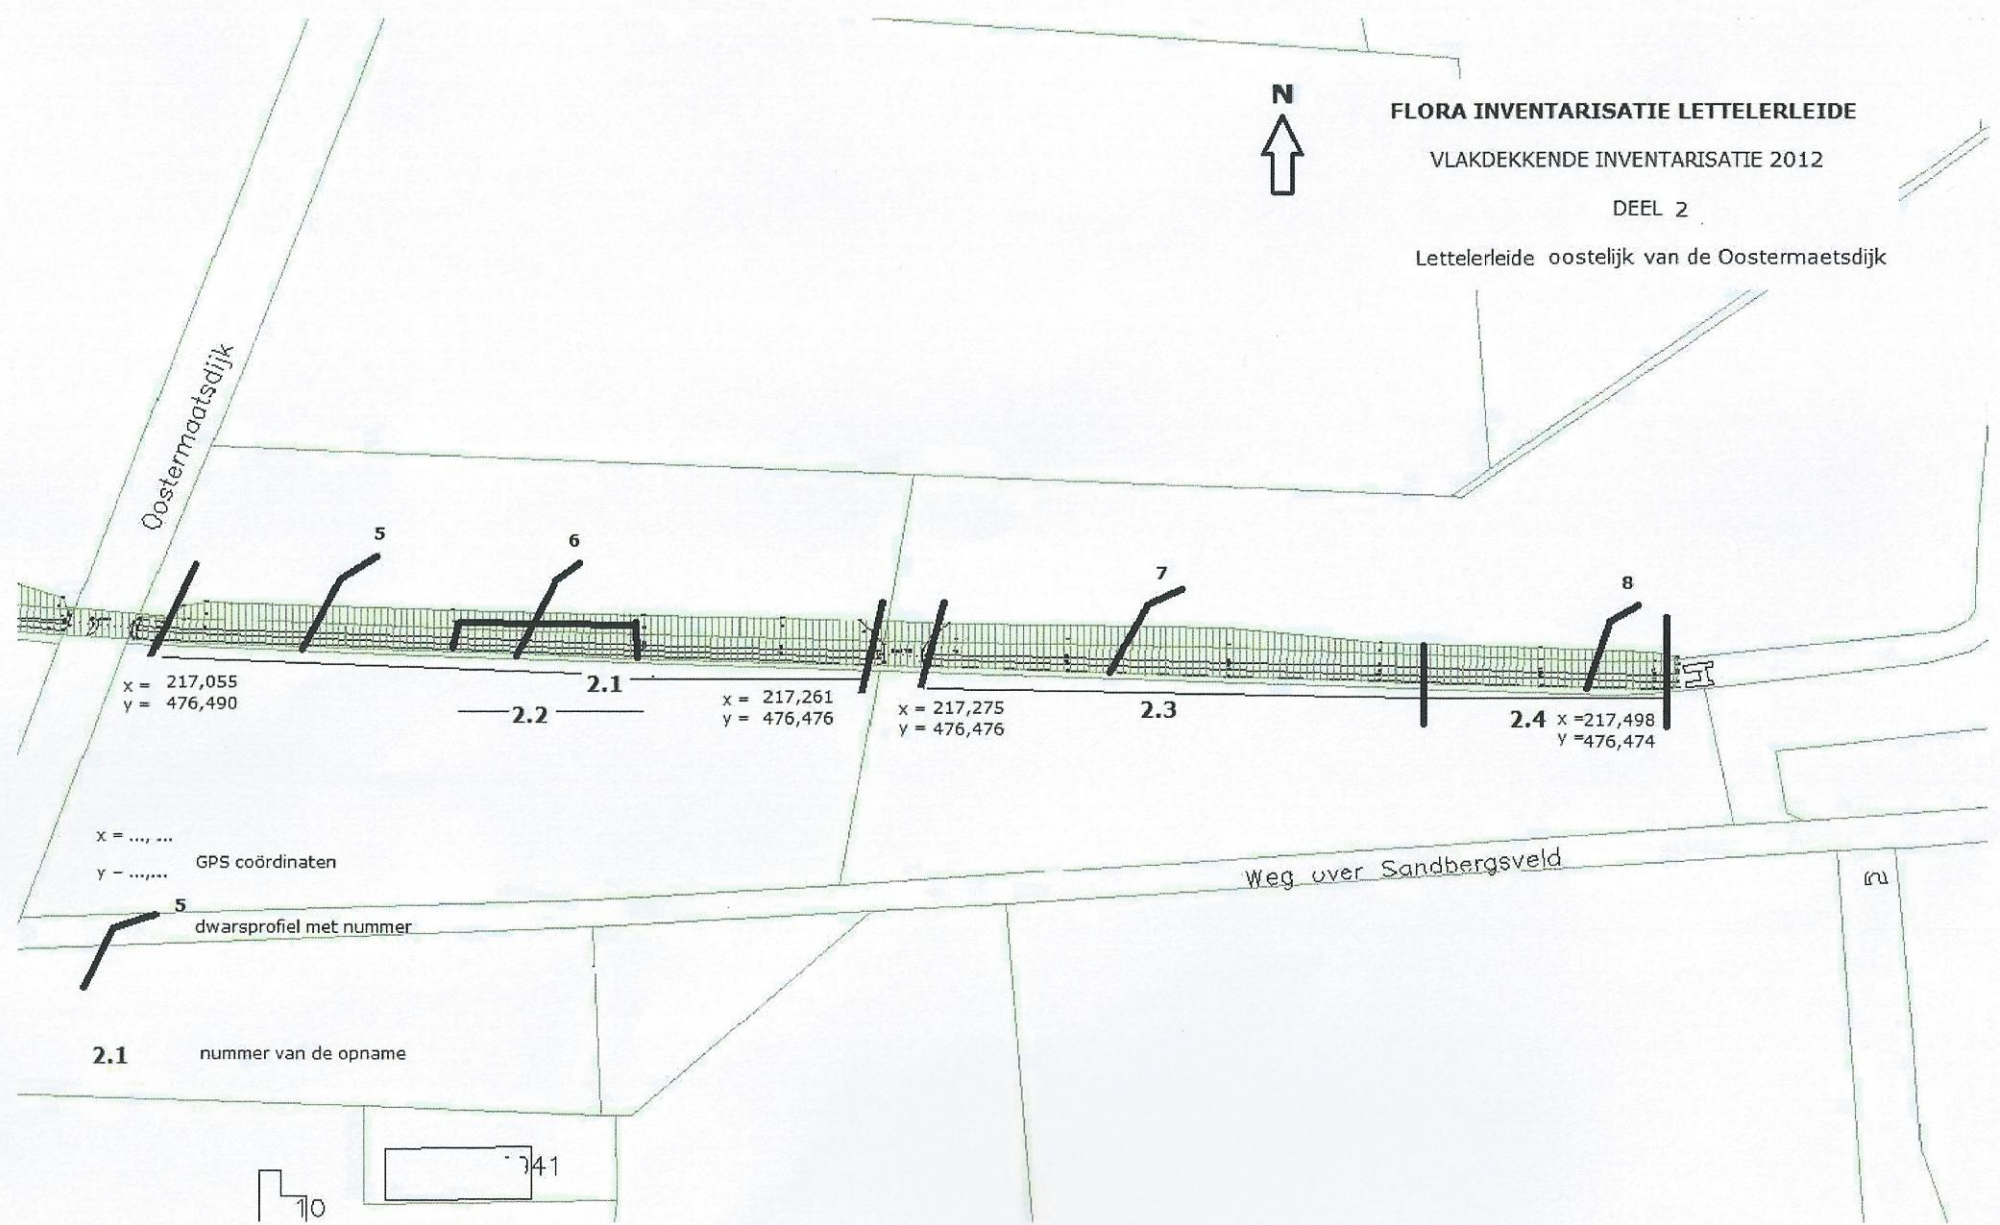 N
FLORA INVENTARISATIE LETTELERLEIDE
VLAKDEKKENDE INVENTARISATIE 2012
DEEL 2
Lettelerleide oostelijk van de Oostermaetsdijk
Oostermaatsdijk
5
6
7
8
x = 217,055
y = 476,490
2.1
2.2
x = 217,261
y = 476,476
x = 217,275
y = 476,476
2.3
2.4
x =217,498
y =476,474
x = ..., ...
y - ...,...
GPS coördinaten
Weg over Sandbergsveld
5
dwarsprofiel met nummer
2.1
nummer van de opname
10